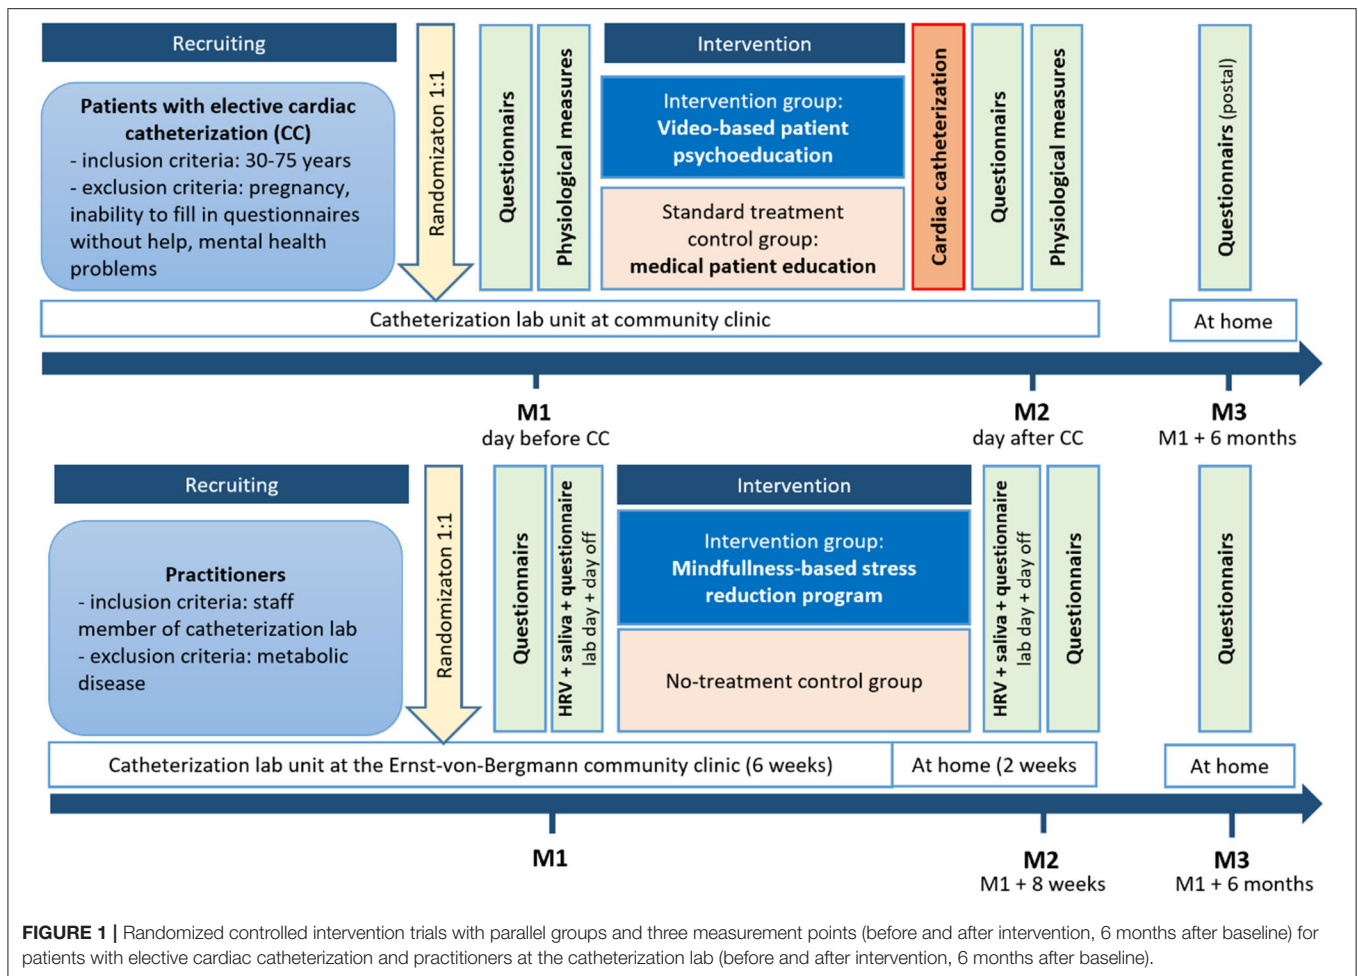 Recruiting
Patients with elective cardiac
catheterization (CC)
- inclusion criteria: 30-75 years
- exclusion criteria: pregnancy,
inability to fill in questionnaires
without help, mental health
problems
Randomizaton 1:1
Questionnairs
Physiological measures
Intervention
Intervention group:
Video-based patient
psychoeducation
Standard treatment
control group:
medical patient education
Cardiac catheterization
Questionnairs
Physiological measures
Questionnairs (postal)
Catheterization lab unit at community clinic
At home
M1
day before CC
M2
day after CC
M3
M1 + 6 months
Recruiting
Practitioners
- inclusion criteria: staff
member of catheterization lab
- exclusion criteria: metabolic
disease
Randomizaton 1:1
Questionnairs
HRV + saliva + questionnaire
lab day + day off
Intervention
Intervention group:
Mindfullness-based stress
reduction program
No-treatment control group
HRV + saliva + questionnaire
lab day + day off
Questionnairs
Questionnairs
Catheterization lab unit at the Ernst-von-Bergmann community clinic (6 weeks)
At home (2 weeks
At home
M1
M2
M1 + 8 weeks
M3
M1 + 6 months
FIGURE 1 | Randomized controlled intervention trials with parallel groups and three measurement points (before and after intervention, 6 months after baseline) for
patients with elective cardiac catheterization and practitioners at the catheterization lab (before and after intervention, 6 months after baseline).